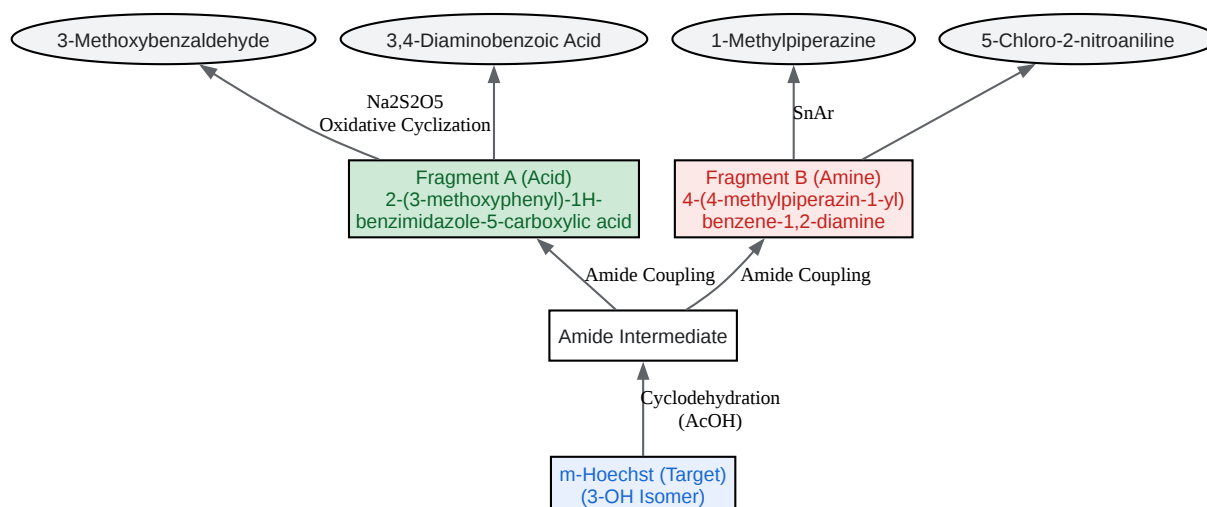 3-Methoxybenzaldehyde
3,4-Diaminobenzoic Acid
1-Methylpiperazine
5-Chloro-2-nitroaniline
Na2S2O5
Oxidative Cyclization
SnAr
Fragment A (Acid)
2-(3-methoxyphenyl)-1H-
benzimidazole-5-carboxylic acid
Fragment B (Amine)
4-(4-methylpiperazin-1-yl)
benzene-1,2-diamine
Amide Coupling
Amide Coupling
Amide Intermediate
Cyclodehydration
(AcOH)
m-Hoechst (Target)
(3-OH Isomer)